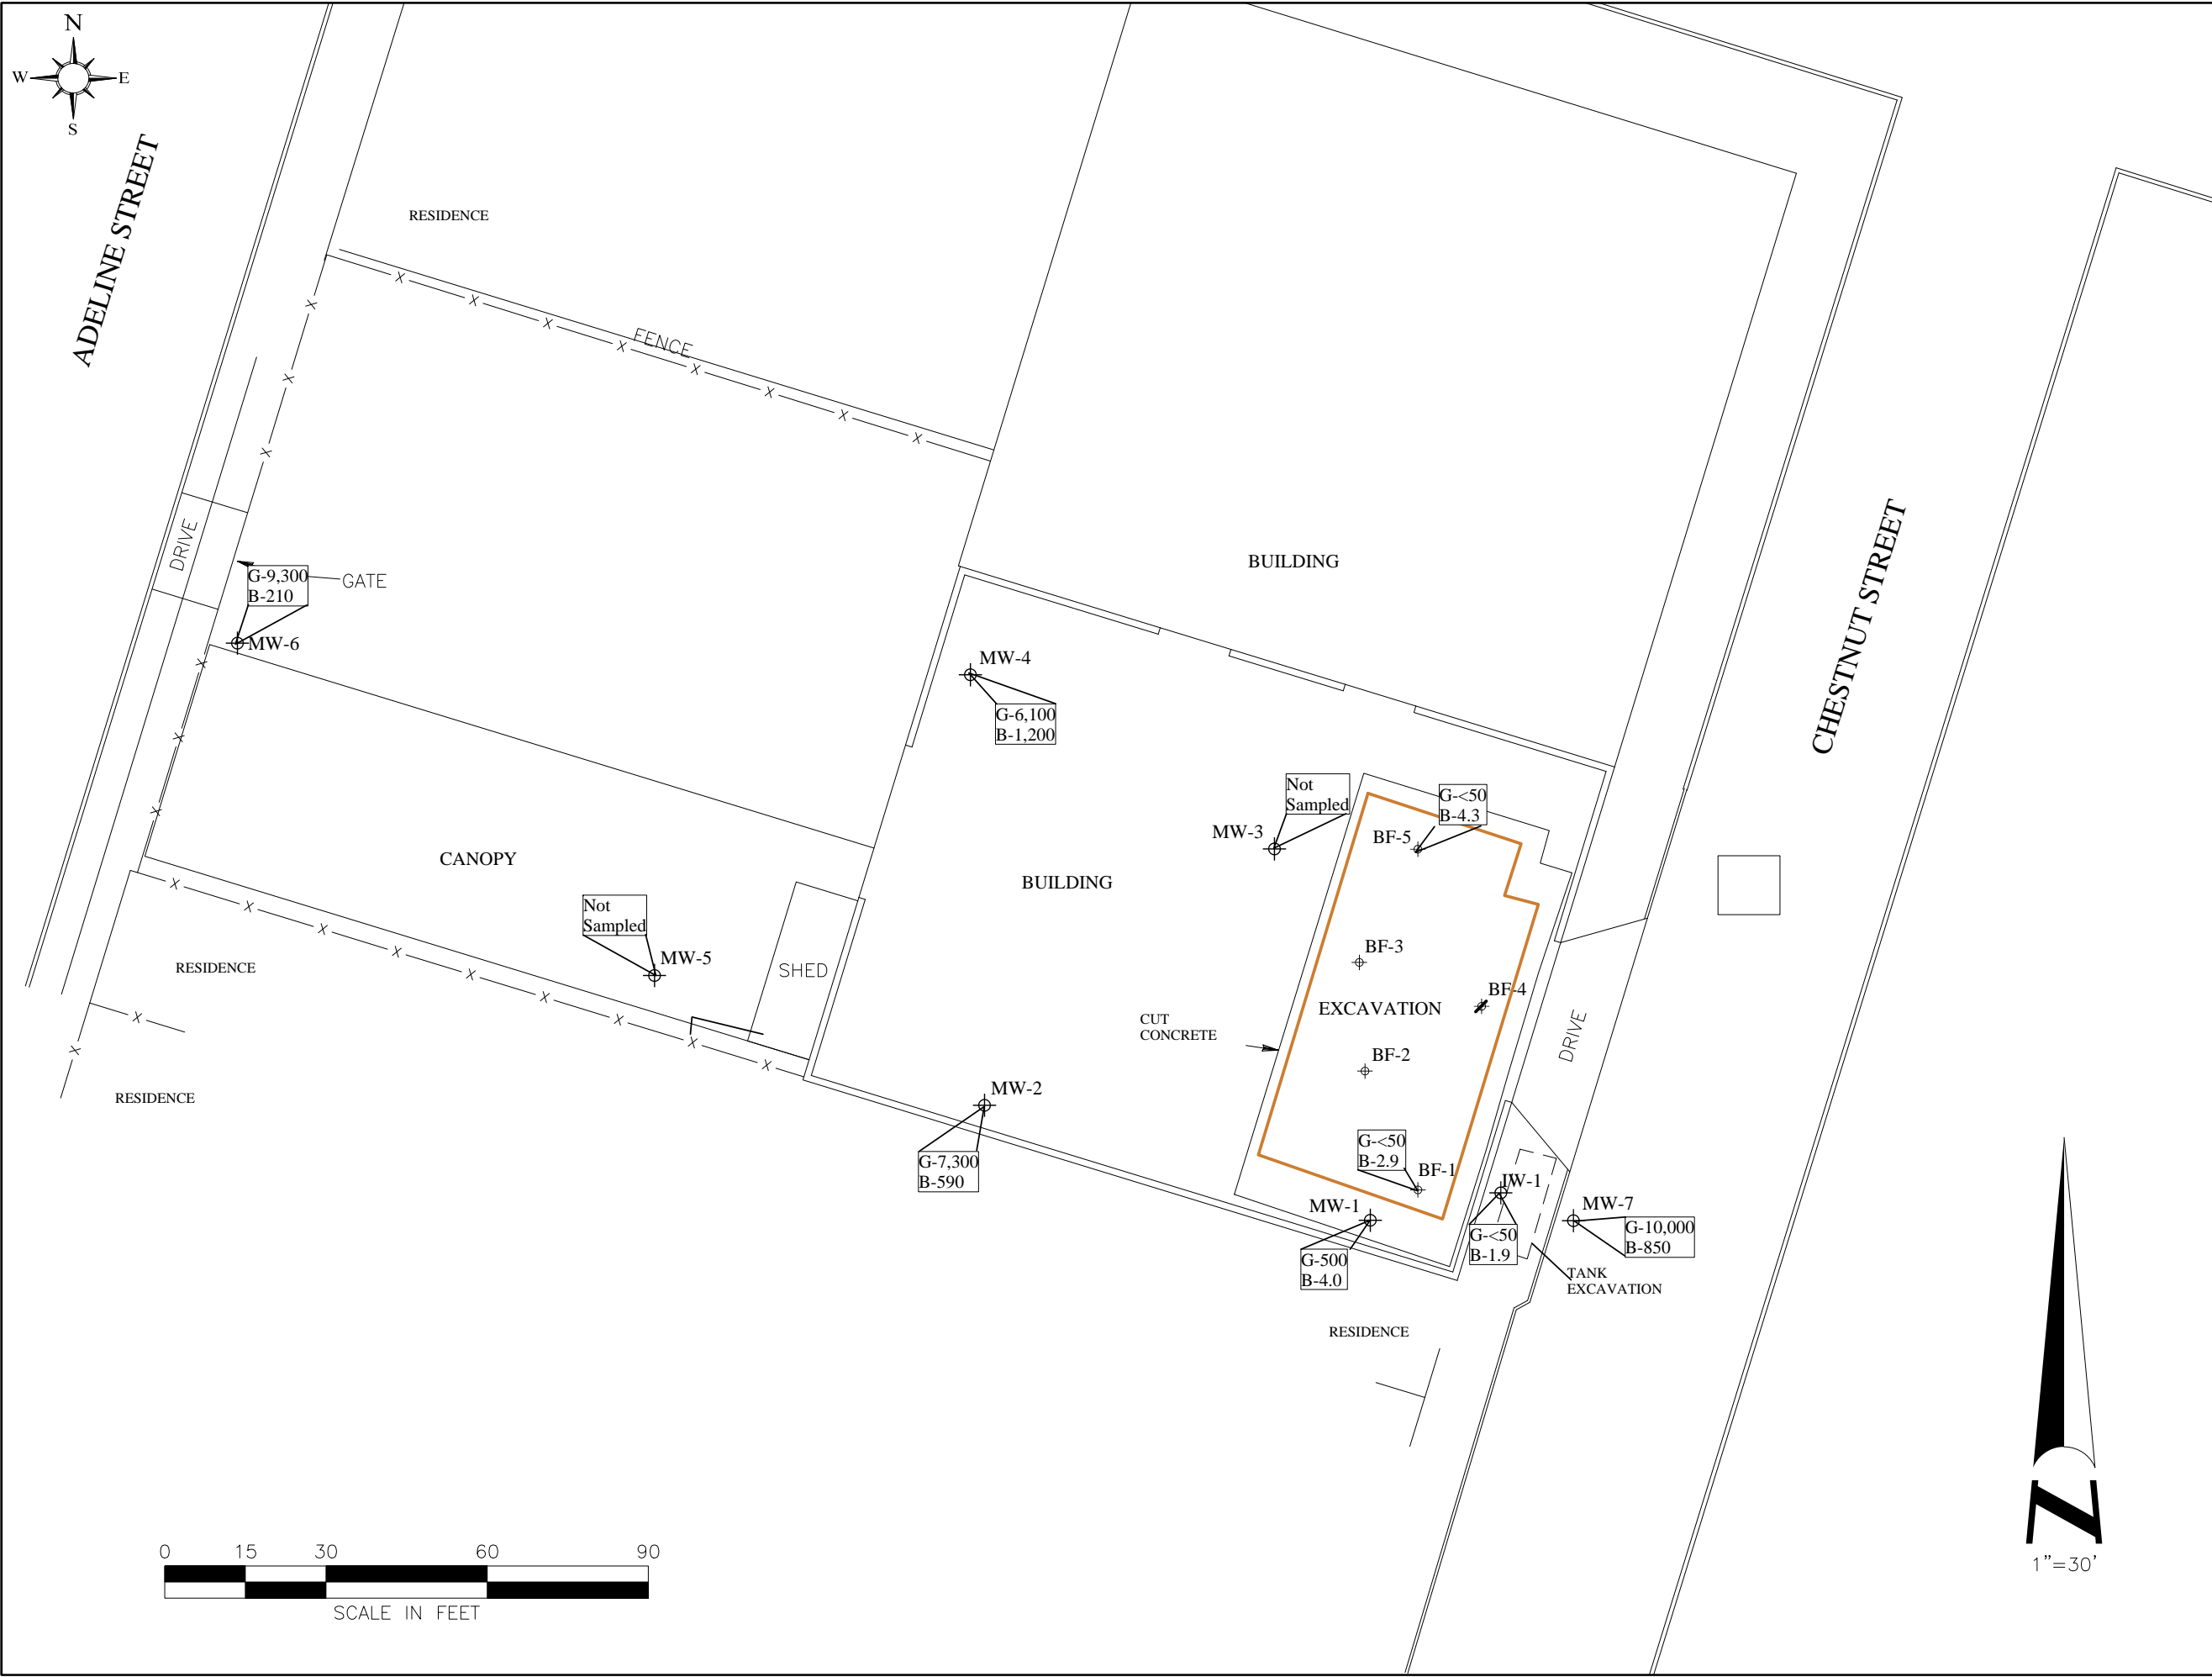 N
W E
S
ADELINE STREET
RESIDENCE
FENCE
DRIVE
GATE
G-9,300
B-210
MW-6
BUILDING
CHESTNUT STREET
MW-4
G-6,100
B-1,200
Not
Sampled
MW-3
G-<50
B-4.3
BF-5
CANOPY
BUILDING
Not
Sampled
MW-5
SHED
RESIDENCE
BF-3
BF-4
EXCAVATION
CUT
CONCRETE
DRIVE
BF-2
RESIDENCE
MW-2
G-7,300
B-590
G-<50
B-2.9
BF-1
IW-1
MW-1
MW-7
G-500
B-4.0
G-<50
B-1.9
G-10,000
B-850
TANK
EXCAVATION
RESIDENCE
0 15 30 60 90
SCALE IN FEET
N
1"=30'
X X X X X X X X
X X X
X X X
X X X X X X X X X
X X